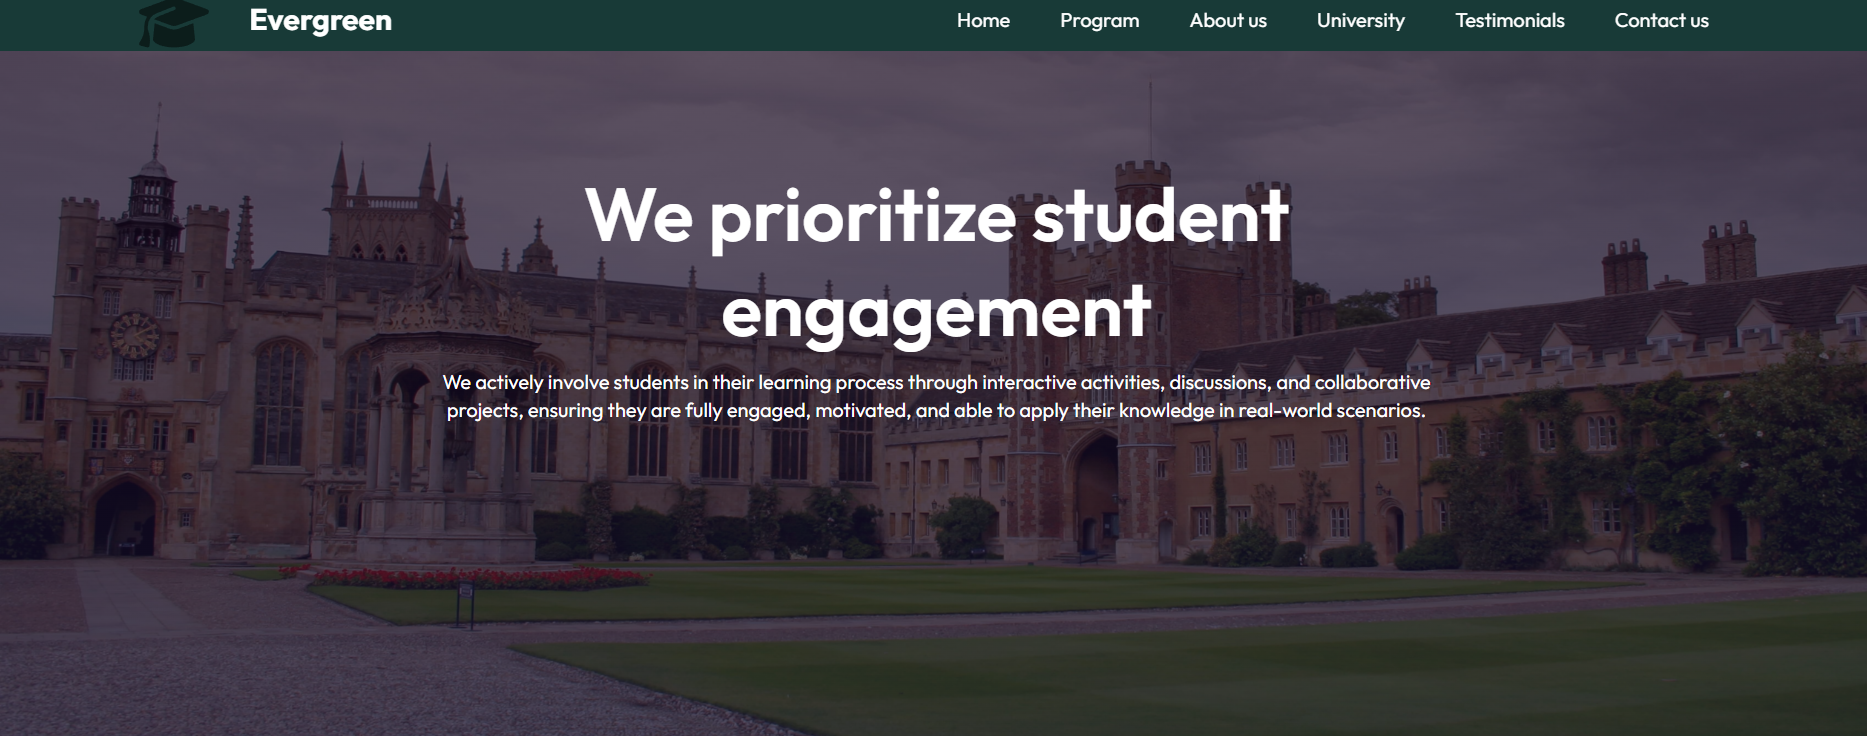 Evergreen
Home Program About us University Testimonials Contact us
We prioritize student
engagement
We actively involve students in their learning process through interactive activities, discussions, and collaborative
projects, ensuring they are fully engaged, motivated, and able to apply their knowledge in real-world scenarios.